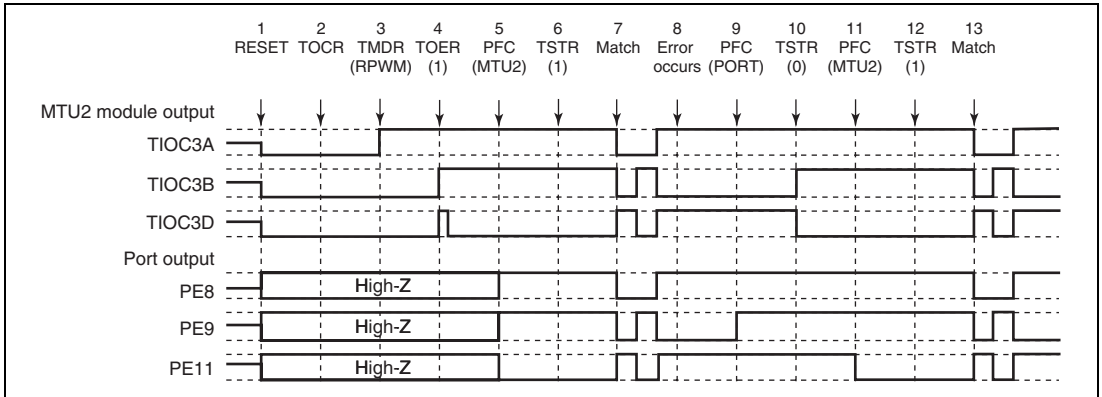 1 2 3 4 5 6 7 8 9 10 11 12 13
RESET TOCR TMDR TOER PFC TSTR Match Error PFC TSTR PFC TSTR Match
(RPWM) (1) (MTU2) (1) occurs (PORT) (0) (MTU2) (1)
MTU2 module output
TIOC3A
TIOC3B
TIOC3D
Port output
PE8 High-Z
PE9 High-Z
PE11 High-Z